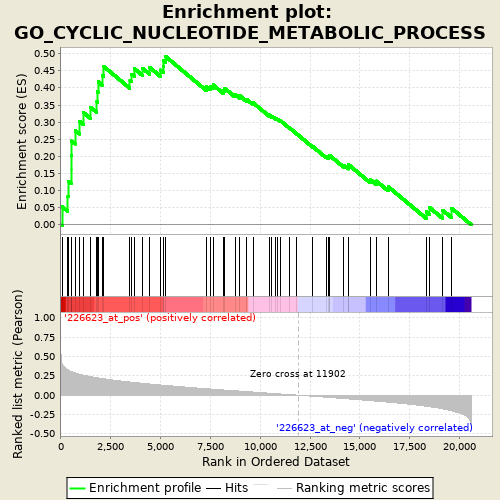 Enrichment plot:
GO_CYCLIC_NUCLEOTIDE_METABOLIC_PROCESS
Enrichment score (ES)
0.50
0.45
0.40
0.35
0.30
0.25
0.20
0.15
0.10
0.05
0.00
'226623_at_pos' (positively correlated)
Ranked list metric (Pearson)
1.00
0.75
0.50
0.25
0.00
-0.25
-0.50
Zero cross at 11902
'226623_at_neg' (negatively correlated)
0
2,500
5,000
7,500
10,000
12,500
15,000
17,500
20,000
Rank in Ordered Dataset
Enrichment profile
Hits
Ranking metric scores